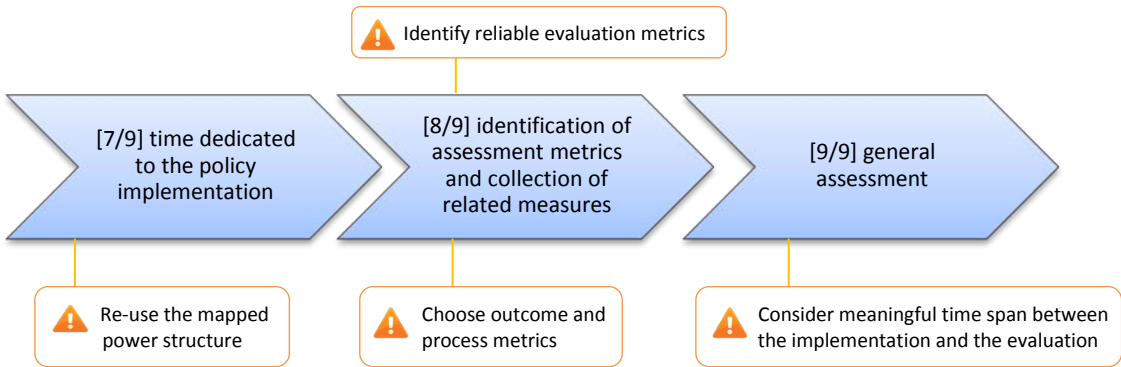 Identify reliable evaluation metrics
[7/9] time dedicated
to the policy
implementation
[8/9] identification of
assessment metrics
and collection of
related measures
[9/9] general
assessment
Re-use the mapped
power structure
Choose outcome and
process metrics
Consider meaningful time span between
the implementation and the evaluation